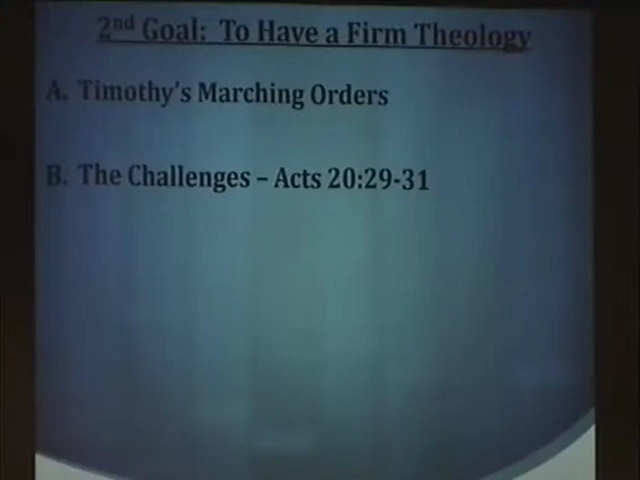 2nd Goal: To Have a Firm Theology
A. Timothy's Marching Orders
B. The Challenges – Acts 20:29-31